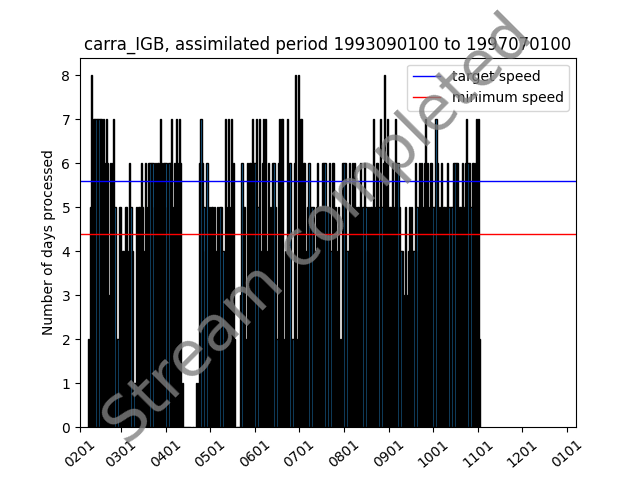 carra_IGB, assimilated period 1993090100 to 1997070100
target speed
minimum speed
Number of days processed
8
7
6
5
4
3
2
1
0
0201 0301 0401 0501 0601 0701 0801 0901 1001 1101 1201 0101
Stream completed